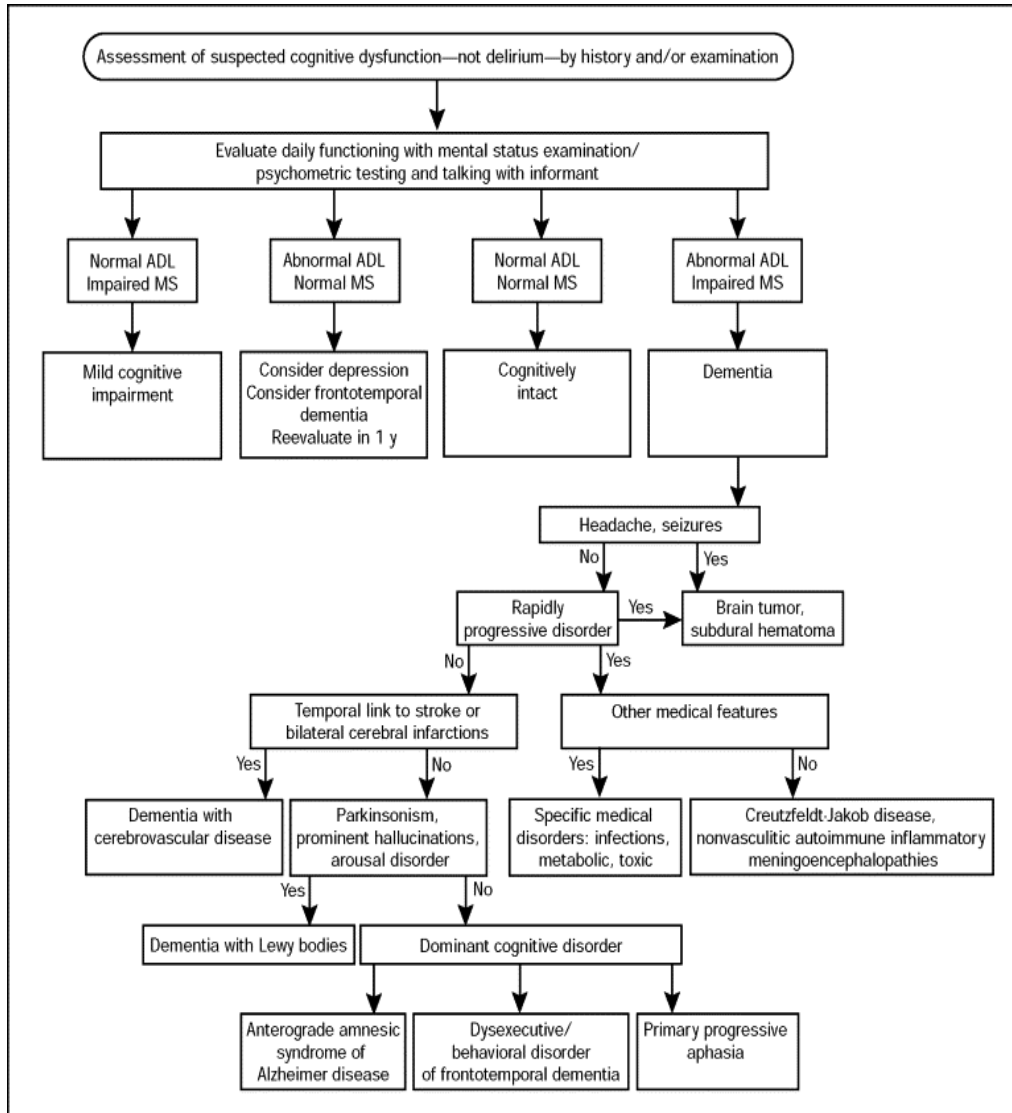 Assessment of suspected cognitive dysfunction—not delirium—by history and/or examination
Evaluate daily functioning with mental status examination/
psychometric testing and talking with informant
Normal ADL
Impaired MS
Abnormal ADL
Normal MS
Normal ADL
Normal MS
Abnormal ADL
Impaired MS
Mild cognitive
impairment
Consider depression
Consider frontotemporal
dementia
Reevaluate in 1 y
Cognitively
intact
Dementia
Headache, seizures
No
Yes
Rapidly
progressive disorder
Yes
Brain tumor,
subdural hematoma
No
Yes
Temporal link to stroke or
bilateral cerebral infarctions
Other medical features
Yes
No
Yes
No
Dementia with
cerebrovascular disease
Parkinsonism,
prominent hallucinations,
arousal disorder
Specific medical
disorders: infections,
metabolic, toxic
Creutzfeldt-Jakob disease,
nonvasculitic autoimmune inflammatory
meningoencephalopathies
Yes
No
Dementia with Lewy bodies
Dominant cognitive disorder
Anterograde amnesic
syndrome of
Alzheimer disease
Dysexecutive/
behavioral disorder
of frontotemporal dementia
Primary progressive
aphasia